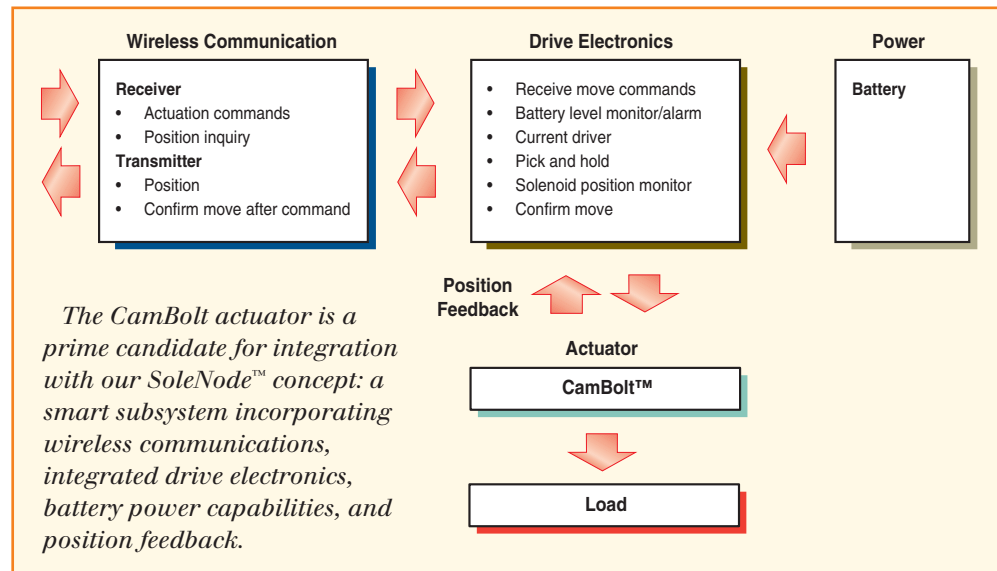 Wireless Communication
Receiver
• Actuation commands
• Position inquiry
Transmitter
• Position
• Confirm move after command
Drive Electronics
• Receive move commands
• Battery level monitor/alarm
• Current driver
• Pick and hold
• Solenoid position monitor
• Confirm move
Power
Battery
Position
Feedback
Actuator
CamBolt™
Load
The CamBolt actuator is a
prime candidate for integration
with our SoleNode™ concept: a
smart subsystem incorporating
wireless communications,
integrated drive electronics,
battery power capabilities, and
position feedback.